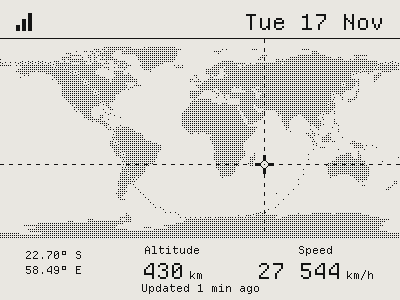 Tue 17 Nov
Altitude Speed
22.70° S
58.49° E
430 km 27 544 km/h
Updated 1 min ago